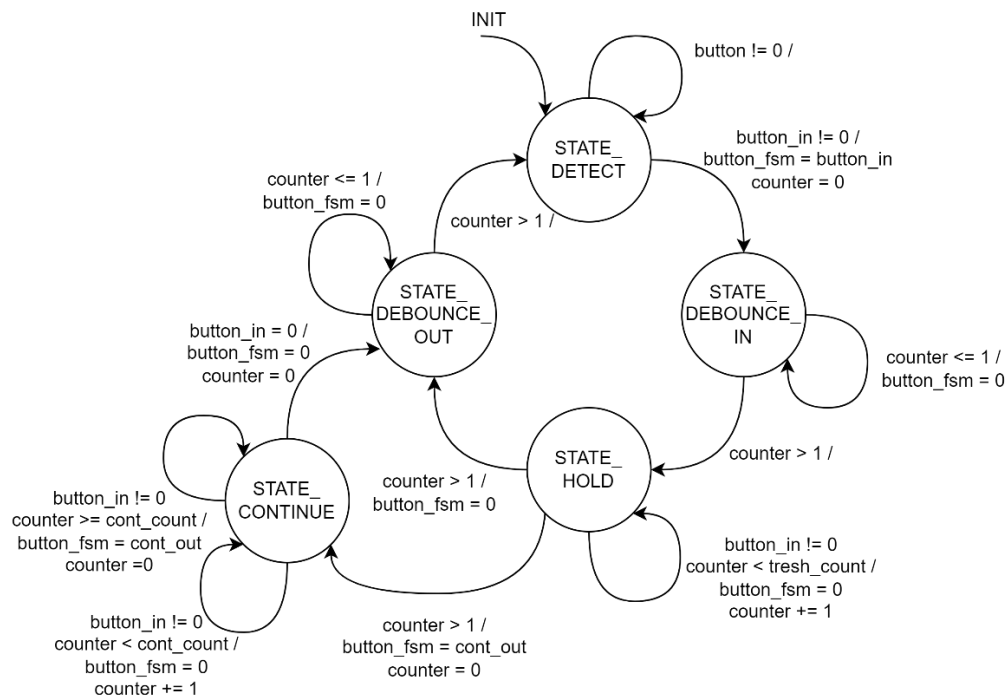 INIT
button != 0 /
STATE_
DETECT
button_in != 0 /
button_fsm = button_in
counter = 0
counter <= 1 /
button_fsm = 0
counter > 1 /
STATE_
DEBOUNCE_
OUT
STATE_
DEBOUNCE_
IN
button_in = 0 /
button_fsm = 0
counter = 0
counter <= 1 /
button_fsm = 0
counter > 1 /
STATE_
HOLD
counter > 1 /
button_fsm = 0
STATE_
CONTINUE
button_in != 0
counter >= cont_count /
button_fsm = cont_out
counter =0
button_in != 0
counter < tresh_count /
button_fsm = 0
counter += 1
button_in != 0
counter < cont_count /
button_fsm = 0
counter += 1
counter > 1 /
button_fsm = cont_out
counter = 0